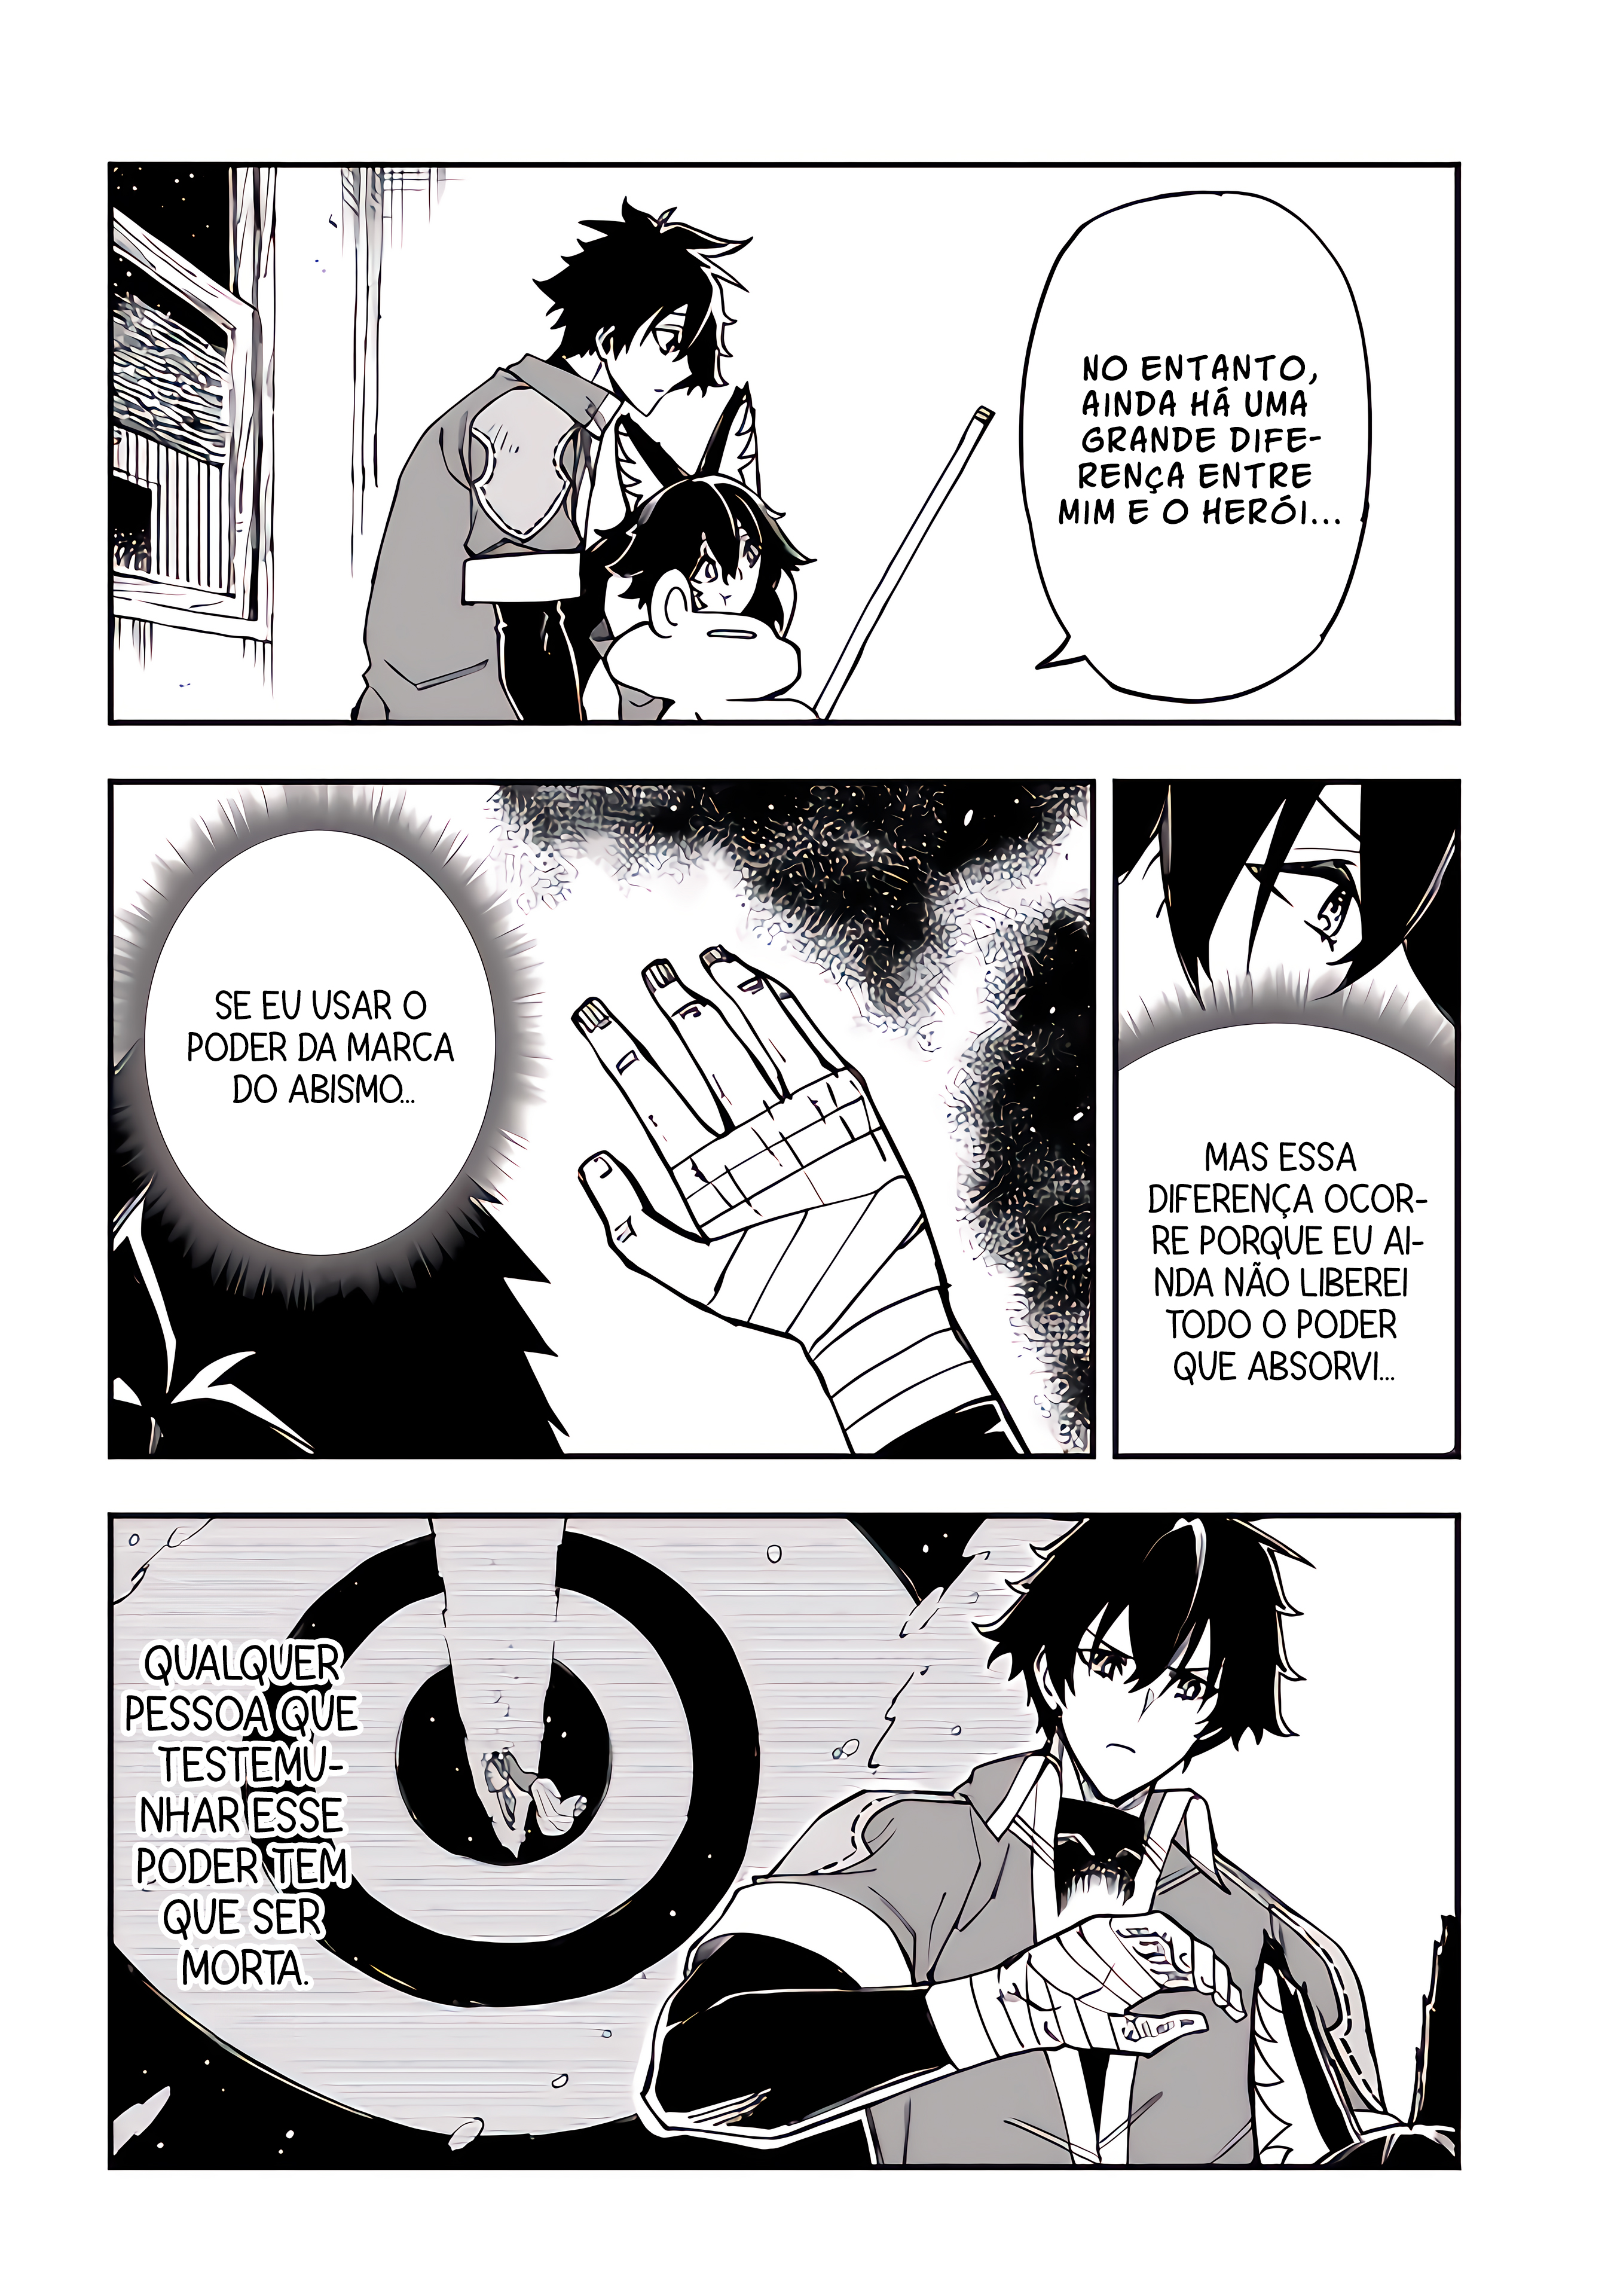 NO ENTANTO,
AINDA HÁ UMA
GRANDE DIFE-
RENÇA ENTRE
MIM E O HERÓI...
MAS ESSA
DIFERENÇA OCOR-
RE PORQUE EU AI-
NDA NÃO LIBEREI
TODO O PODER
QUE ABSORVI...
SE EU USAR O
PODER DA MARCA
DO ABISMO...
QUALQUER
PESSOA QUE
TESTEMU-
NHAR ESSE
PODER TEM
QUE SER
MORTA.